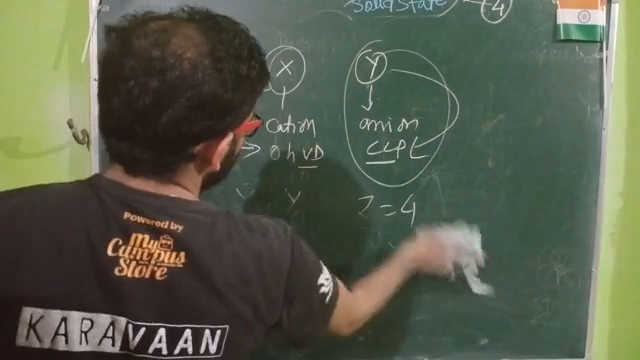 Solid State 4
X Y
cation anion
OhVD CCP
Y Z = 4
Powered by
my
Campus
Store
KARAVAAN